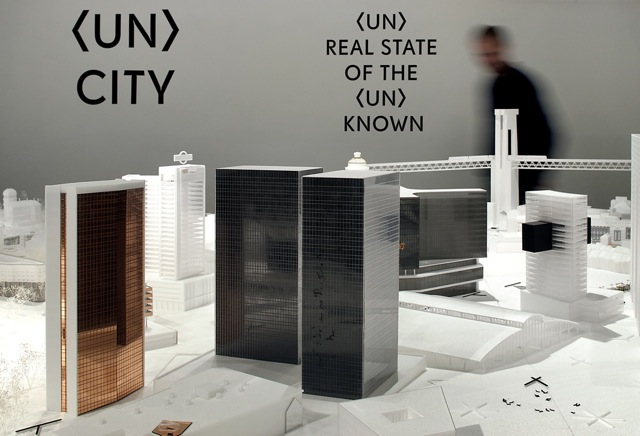 ⟨UN⟩
CITY
⟨UN⟩
REAL STATE
OF THE
⟨UN⟩
KNOWN